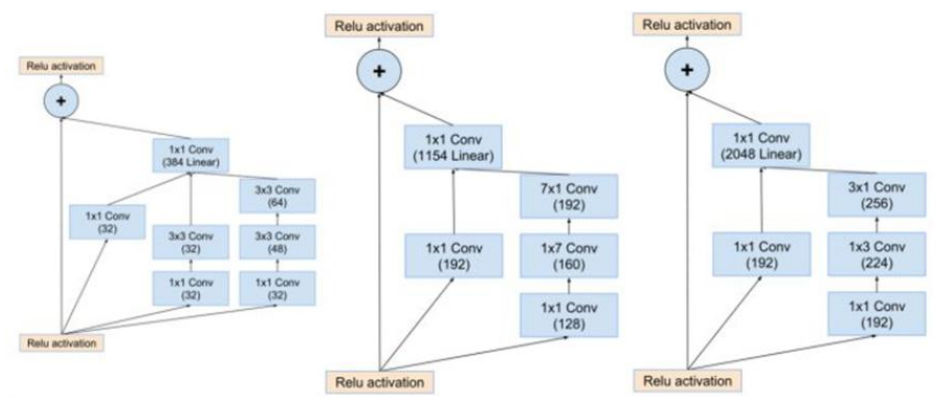 Relu activation
+
1x1 Conv
(384 Linear)
3x3 Conv
(64)
1x1 Conv
(32)
3x3 Conv
(32)
3x3 Conv
(48)
1x1 Conv
(32)
1x1 Conv
(32)
Relu activation
Relu activation
+
1x1 Conv
(1154 Linear)
7x1 Conv
(192)
1x1 Conv
(192)
1x7 Conv
(160)
1x1 Conv
(128)
Relu activation
Relu activation
+
1x1 Conv
(2048 Linear)
3x1 Conv
(256)
1x1 Conv
(192)
1x3 Conv
(224)
1x1 Conv
(192)
Relu activation